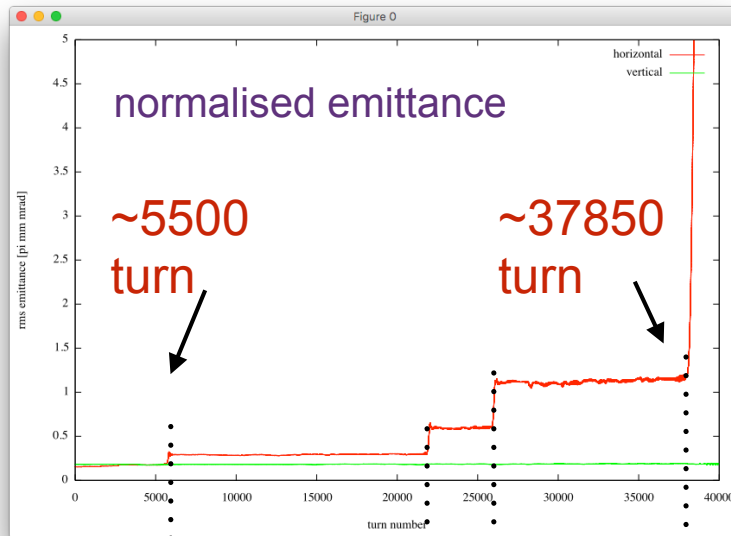 Figure 0
5
4.5
4
3.5
3
2.5
2
1.5
1
0.5
0
rms emittance [pi mm mrad]
horizontal
vertical
normalised emittance
~5500
turn
~37850
turn
0 5000 10000 15000 20000 25000 30000 35000 40000
turn number